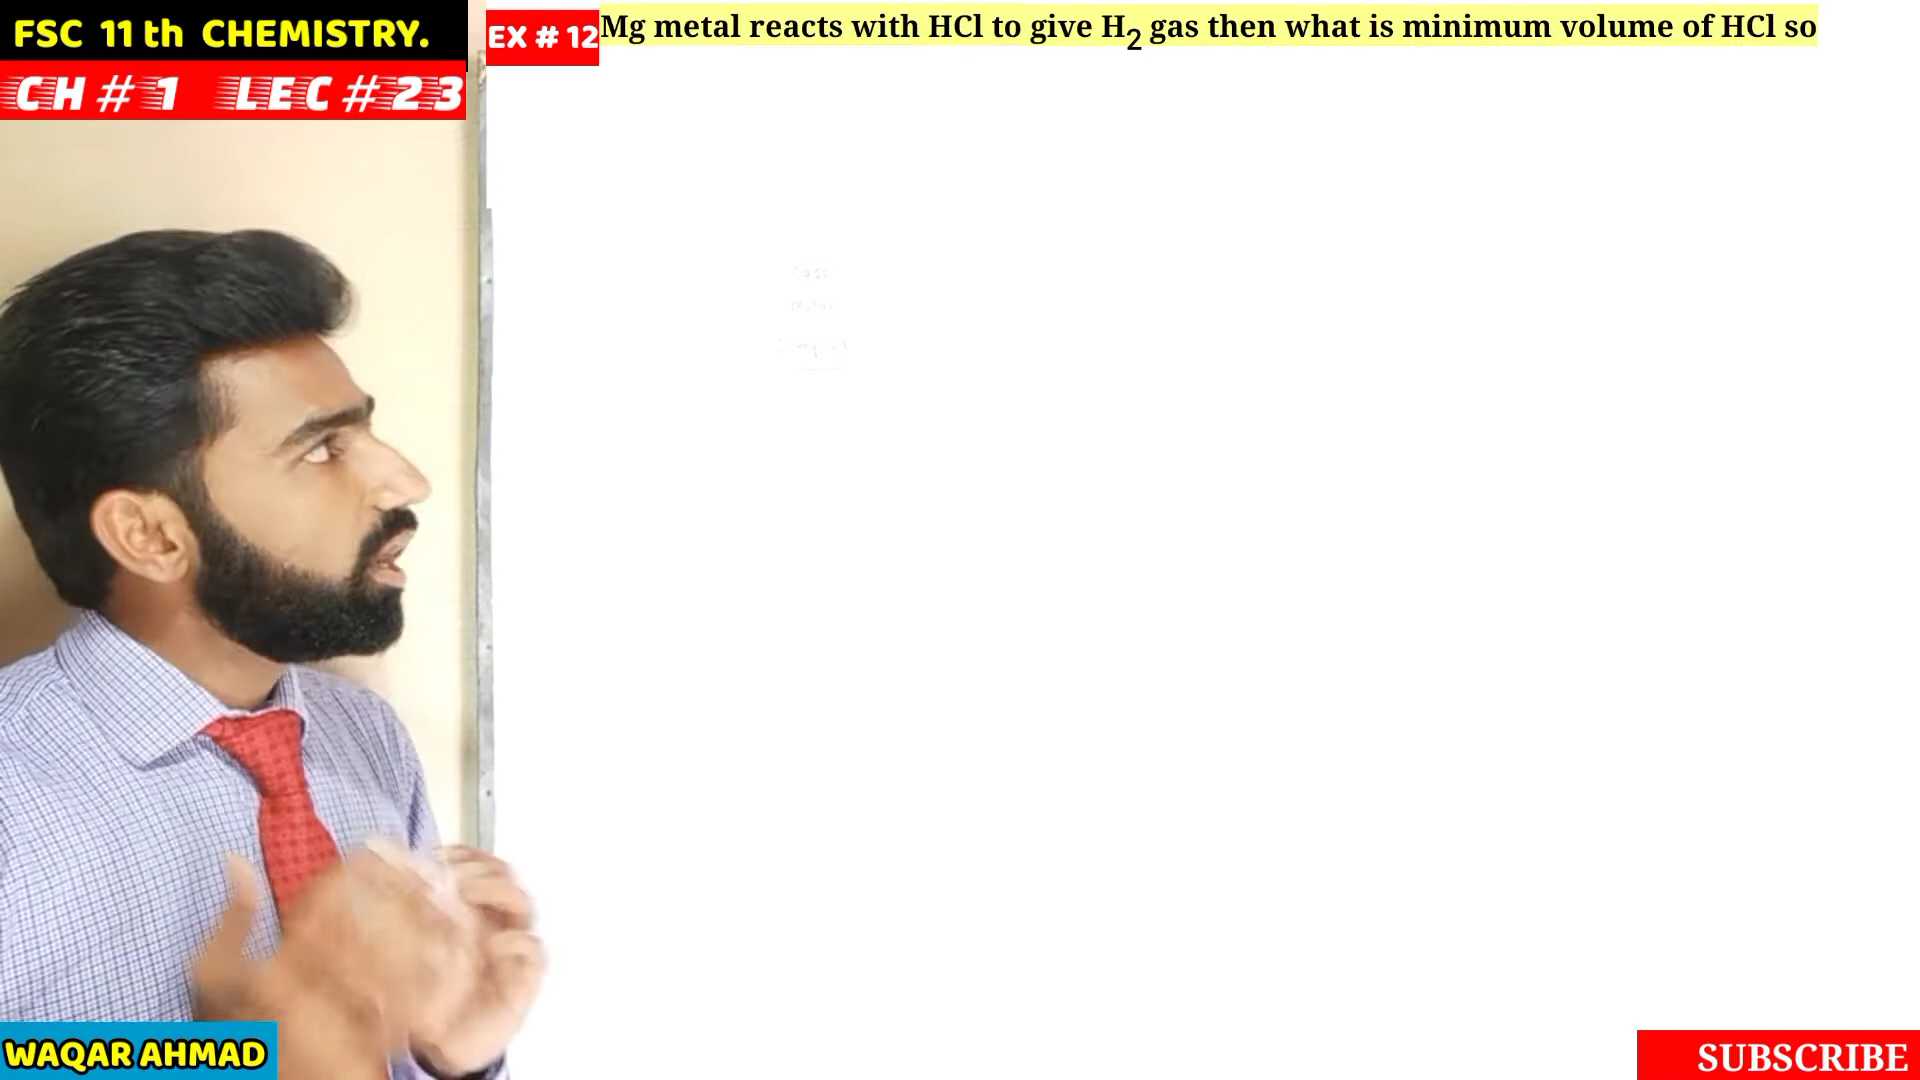 FSC 11 th CHEMISTRY.
CH # 1 LEC # 23
EX # 12
Mg metal reacts with HCl to give H₂ gas then what is minimum volume of HCl so
WAQAR AHMAD
SUBSCRIBE